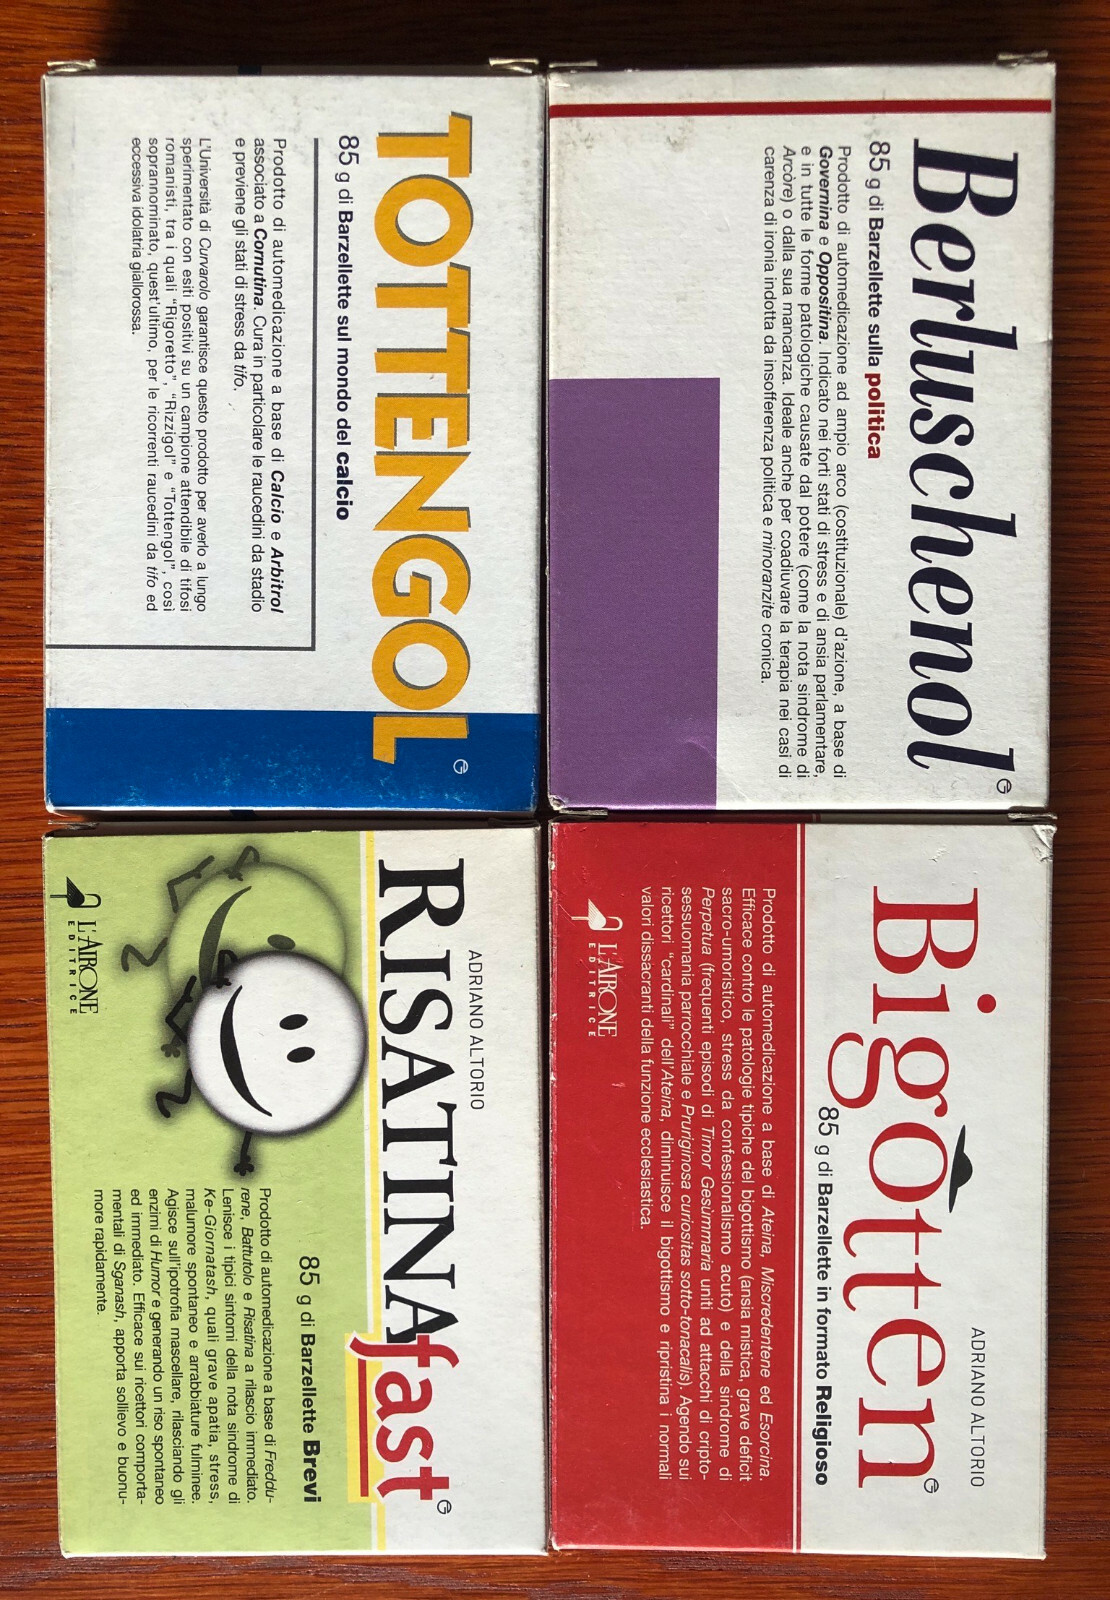 Berluschenol
85 g di Barzellette sulla politica
Prodotto di automedicazione ad ampio arco (costituzionale) d'azione, a base di
Governina e Oppositina. Indicato nei forti stati di stress e di ansia parlamentare,
e in tutte le forme patologiche causate dal potere (come la nota sindrome di
Arcòre) o dalla sua mancanza. Ideale anche per coadiuvare la terapia nei casi di
carenza di ironia indotta da insofferenza politica e minoranzite cronica.
ADRIANO ALTORIO
Bigotten
85 g di Barzellette in formato Religioso
Prodotto di automedicazione a base di Ateina, Miscredentene ed Esorcina.
Efficace contro le patologie tipiche del bigottismo (ansia mistica, grave deficit
sacro-umoristico, stress da confessionalismo acuto) e della sindrome di
Perpetua (frequenti episodi di Timor Gesummaria uniti ad attacchi di cripto-
sessuomania parrocchiale e Pruriginosa curiositas sotto-tonacalis). Agendo sui
ricettori "cardinali" dell'Ateina, diminuisce il bigottismo e ripristina i normali
valori dissacranti della funzione ecclesiastica.
L'AIRONE
EDITRICE
TOTTENGOL
85 g di Barzellette sul mondo del calcio
Prodotto di automedicazione a base di Calcio e Arbitrol
associato a Cornutina. Cura in particolare le raucedini da stadio
e previene gli stati di stress da tifo.
L'Università di Curvarolo garantisce questo prodotto per averlo a lungo
sperimentato con esiti positivi su un campione attendibile di tifosi
romanisti, tra i quali "Rigoretto", "Rizzigol" e "Tottengol", così
soprannominato, quest'ultimo, per le ricorrenti raucedini da tifo ed
eccessiva idolatria giallorossa.
ADRIANO ALTORIO
RISATINA fast
85 g di Barzellette Brevi
Prodotto di automedicazione a base di Freddu-
rene, Battutolo e Risatina a rilascio immediato.
Lenisce i tipici sintomi della nota sindrome di
Ke-Giornatash, quali grave apatia, stress,
malumore spontaneo e arrabbiature fulminee.
Agisce sull'ipotrofia mascellare, rilasciando gli
enzimi di Humor e generando un riso spontaneo
ed immediato. Efficace sui ricettori comporta-
mentali di Sganash, apporta sollievo e buonu-
more rapidamente.
L'AIRONE
EDITRICE